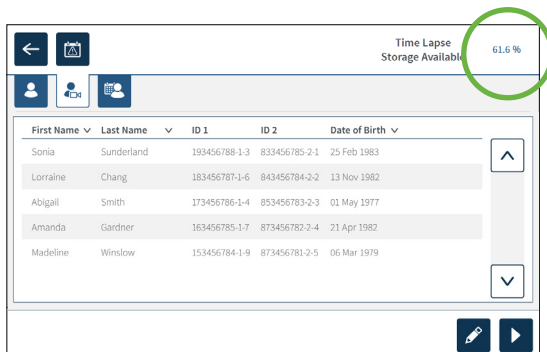 Time Lapse
Storage Available 61.6 %
First Name Last Name ID 1 ID 2 Date of Birth
Sonia Sunderland 193456788-1-3 833456785-2-1 25 Feb 1983
Lorraine Chang 183456787-1-6 843456784-2-2 13 Nov 1982
Abigail Smith 173456786-1-4 853456783-2-3 01 May 1977
Amanda Gardner 163456785-1-7 873456782-2-4 21 Apr 1982
Madeline Winslow 153456784-1-9 873456781-2-5 06 Mar 1979